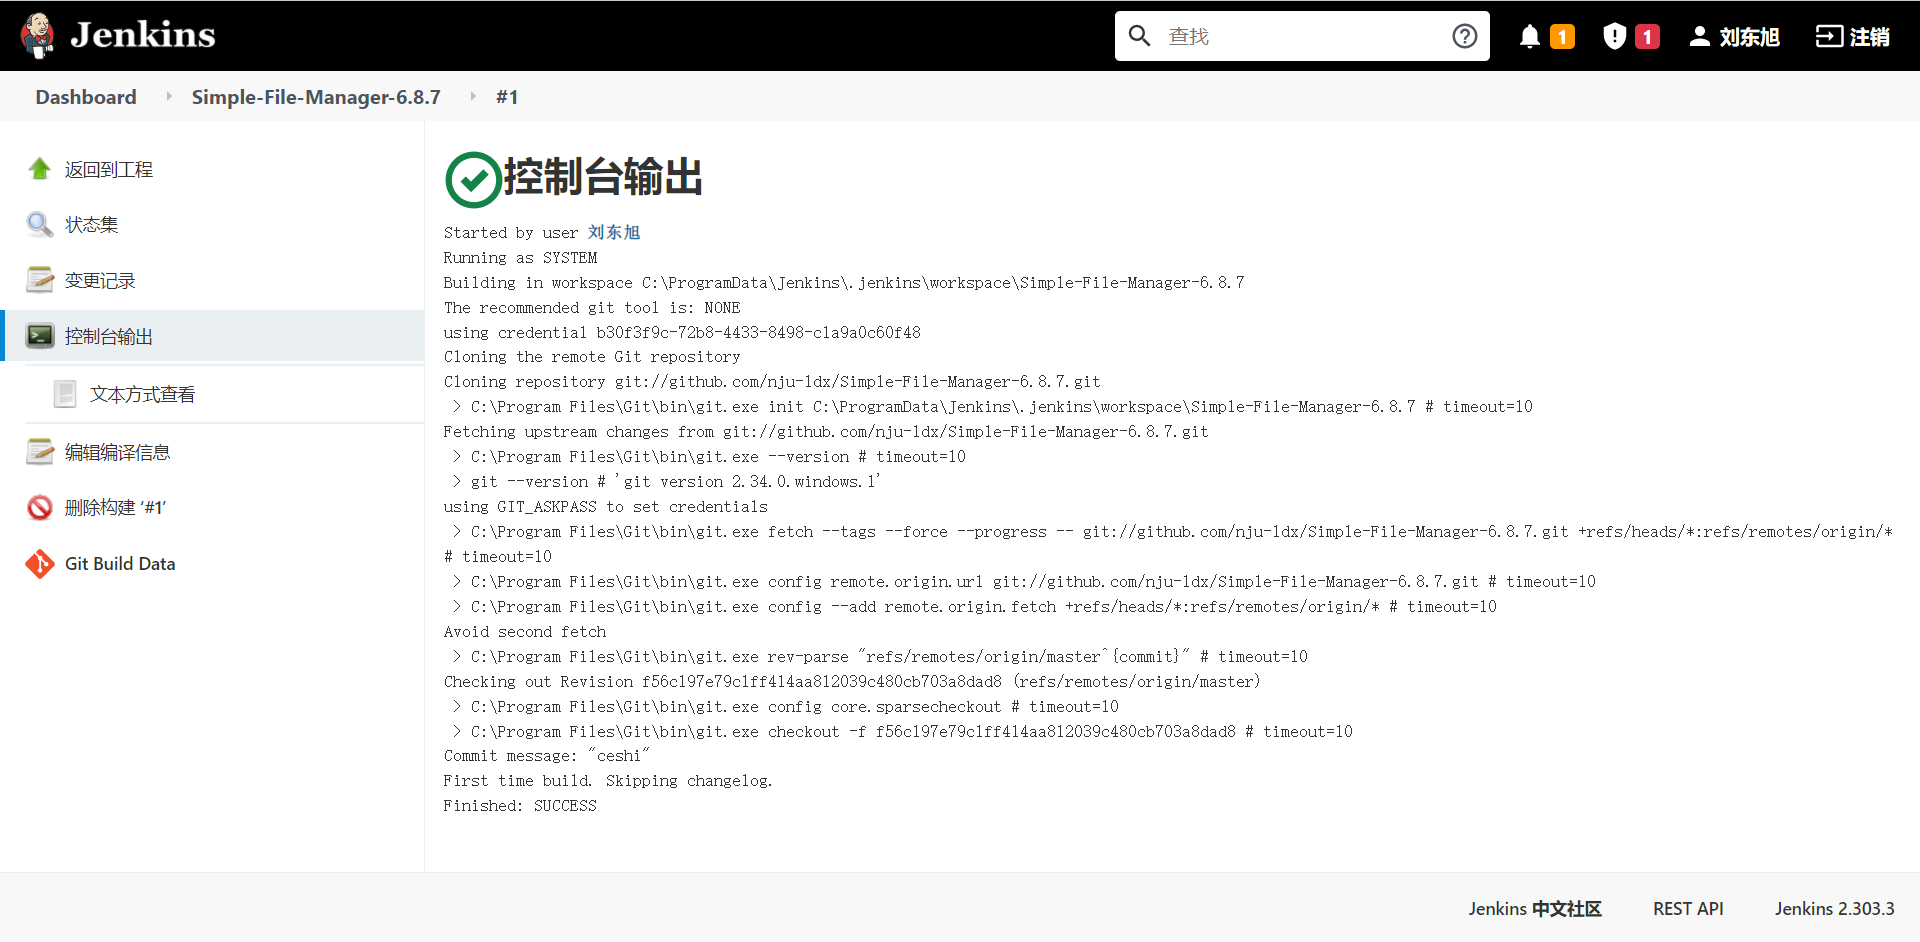 Jenkins
查找
1
1
刘东旭
注销
Dashboard
Simple-File-Manager-6.8.7
#1
返回到工程
状态集
变更记录
控制台输出
文本方式查看
编辑编译信息
删除构建 ‘#1’
Git Build Data
控制台输出
Started by user 刘东旭
Running as SYSTEM
Building in workspace C:\ProgramData\Jenkins\.jenkins\workspace\Simple-File-Manager-6.8.7
The recommended git tool is: NONE
using credential b30f3f9c-72b8-4433-8498-c1a9a0c60f48
Cloning the remote Git repository
Cloning repository git://github.com/nju-ldx/Simple-File-Manager-6.8.7.git
> C:\Program Files\Git\bin\git.exe init C:\ProgramData\Jenkins\.jenkins\workspace\Simple-File-Manager-6.8.7 # timeout=10
Fetching upstream changes from git://github.com/nju-ldx/Simple-File-Manager-6.8.7.git
> C:\Program Files\Git\bin\git.exe --version # timeout=10
> git --version # 'git version 2.34.0.windows.1'
using GIT_ASKPASS to set credentials
> C:\Program Files\Git\bin\git.exe fetch --tags --force --progress -- git://github.com/nju-ldx/Simple-File-Manager-6.8.7.git +refs/heads/*:refs/remotes/origin/*
# timeout=10
> C:\Program Files\Git\bin\git.exe config remote.origin.url git://github.com/nju-ldx/Simple-File-Manager-6.8.7.git # timeout=10
> C:\Program Files\Git\bin\git.exe config --add remote.origin.fetch +refs/heads/*:refs/remotes/origin/* # timeout=10
Avoid second fetch
> C:\Program Files\Git\bin\git.exe rev-parse "refs/remotes/origin/master^{commit}" # timeout=10
Checking out Revision f56c197e79c1ff414aa812039c480cb703a8dad8 (refs/remotes/origin/master)
> C:\Program Files\Git\bin\git.exe config core.sparsecheckout # timeout=10
> C:\Program Files\Git\bin\git.exe checkout -f f56c197e79c1ff414aa812039c480cb703a8dad8 # timeout=10
Commit message: "ceshi"
First time build. Skipping changelog.
Finished: SUCCESS
Jenkins 中文社区
REST API
Jenkins 2.303.3